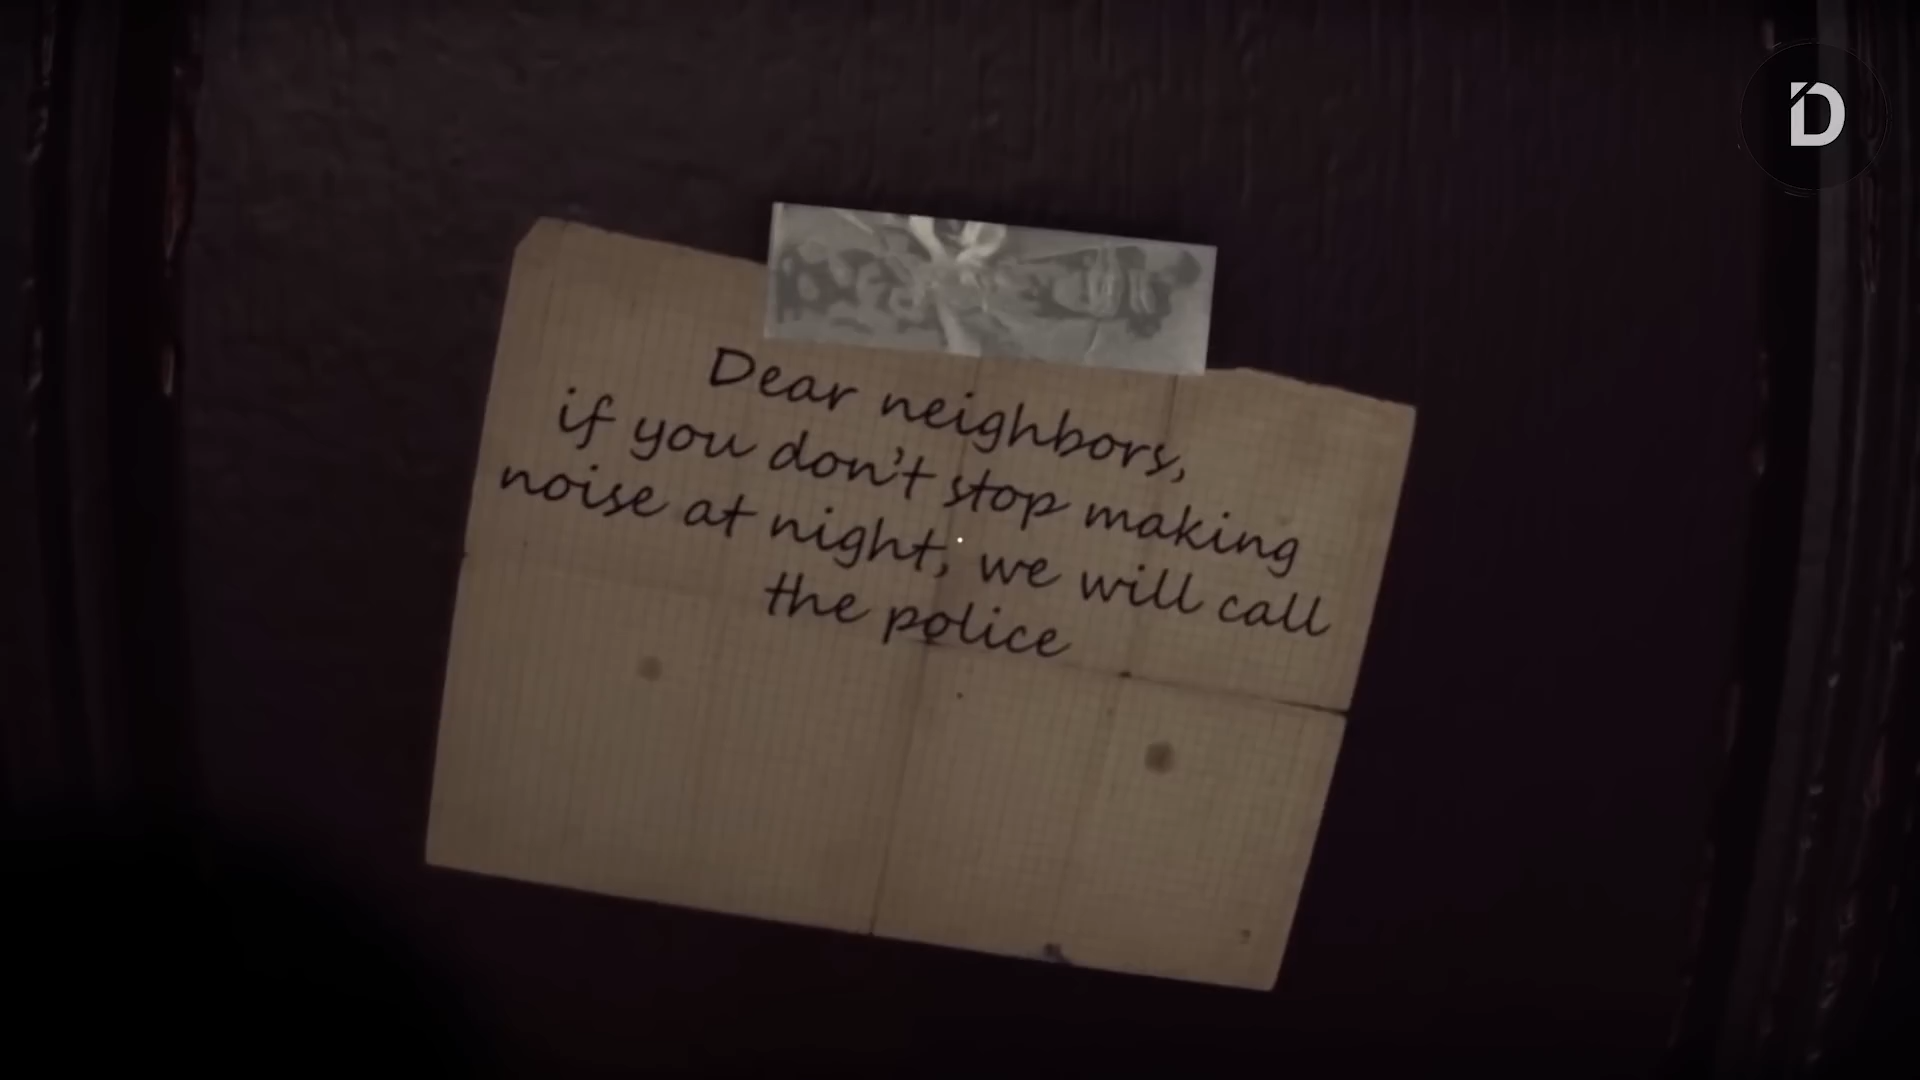 D
Dear neighbors,
if you don't stop making
noise at night, we will call
the police